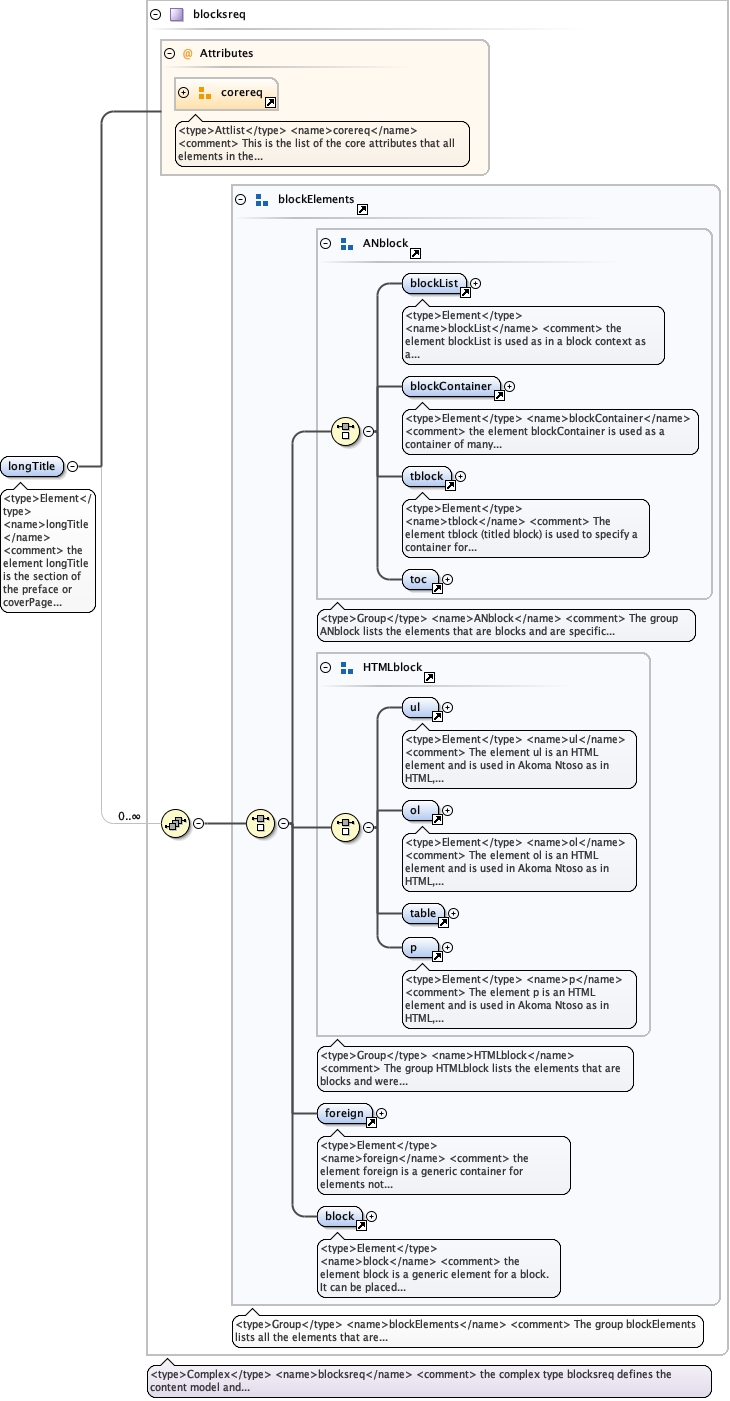 blocksreq
@ Attributes
corereq
<type>Attlist</type> <name>corereq</name>
<comment> This is the list of the core attributes that all
elements in the...
blockElements
ANblock
blockList
<type>Element</type>
<name>blockList</name> <comment> the
element blockList is used as in a block context as
a...
blockContainer
<type>Element</type> <name>blockContainer</name>
<comment> the element blockContainer is used as a
container of many...
tblock
<type>Element</type>
<name>tblock</name> <comment> The
element tblock (titled block) is used to specify a
container for...
toc
<type>Group</type> <name>ANblock</name> <comment> The group
ANblock lists the elements that are blocks and are specific...
longTitle
<type>Element</
type>
<name>longTitle
</name>
<comment> the
element longTitle
is the section of
the preface or
coverPage...
HTMLblock
ul
<type>Element</type> <name>ul</name>
<comment> The element ul is an HTML
element and is used in Akoma Ntoso as in
HTML,...
0..∞
ol
<type>Element</type> <name>ol</name>
<comment> The element ol is an HTML
element and is used in Akoma Ntoso as in
HTML,...
table
p
<type>Element</type> <name>p</name>
<comment> The element p is an HTML
element and is used in Akoma Ntoso as in
HTML,...
<type>Group</type> <name>HTMLblock</name>
<comment> The group HTMLblock lists the elements that are
blocks and were...
foreign
<type>Element</type>
<name>foreign</name> <comment> the
element foreign is a generic container for
elements not...
block
<type>Element</type>
<name>block</name> <comment> the
element block is a generic element for a block.
It can be placed...
<type>Group</type> <name>blockElements</name> <comment> The group blockElements
lists all the elements that are...
<type>Complex</type> <name>blocksreq</name> <comment> the complex type blocksreq defines the
content model and...